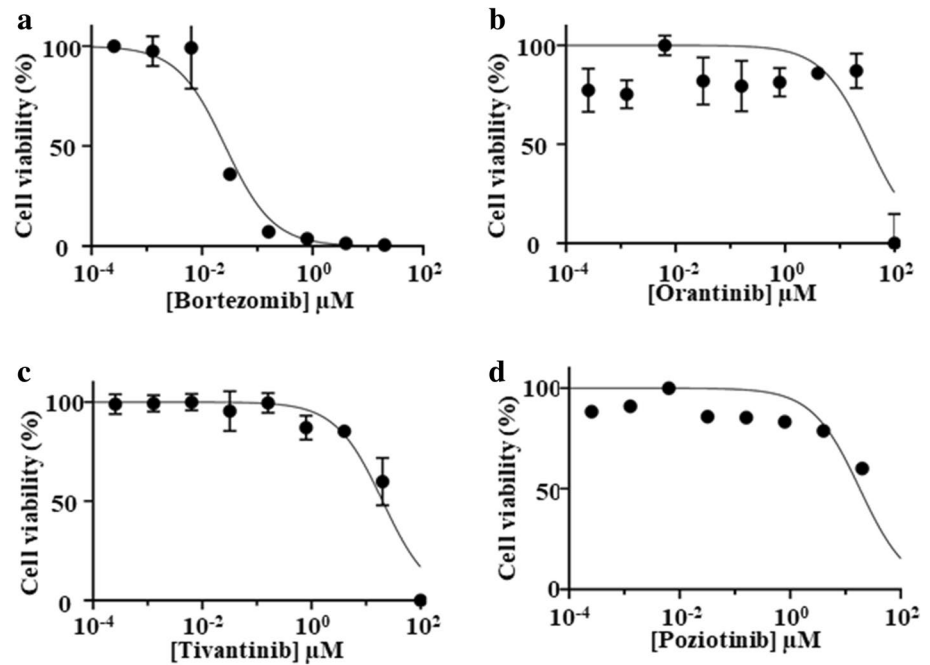 a
Cell viability (%)
100
50
0
10-4
10-2
10⁰
10²
[Bortezomib] µM
b
Cell viability (%)
100
50
0
10-4
10-2
10⁰
10²
[Orantinib] µM
c
Cell viability (%)
100
50
0
10-4
10-2
10⁰
10²
[Tivantinib] µM
d
Cell viability (%)
100
50
0
10-4
10-2
10⁰
10²
[Poziotinib] µM